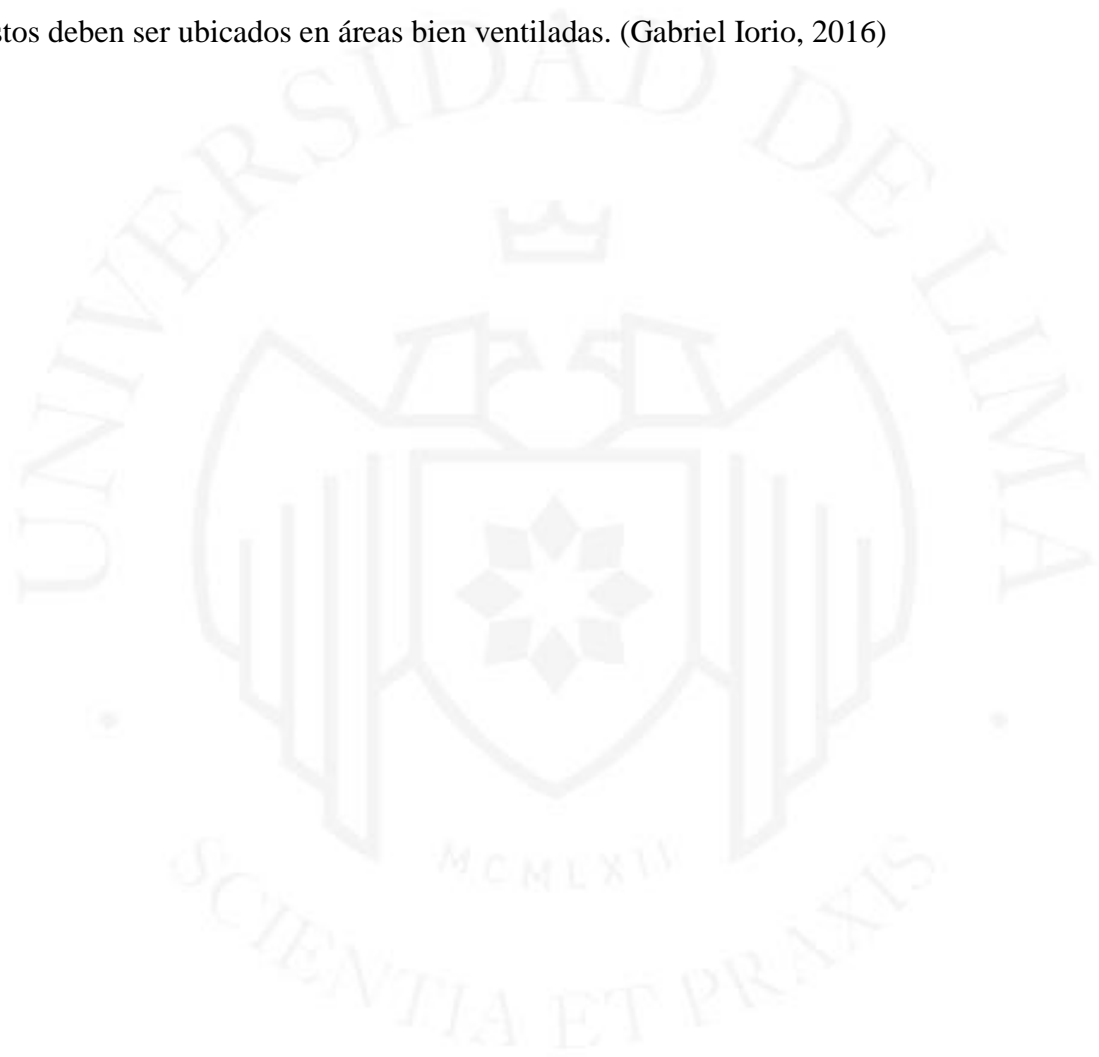 stos deben ser ubicados en áreas bien ventiladas. (Gabriel Iorio, 2016)
UNIVERSIDAD DE LIMA
MCMLXII
SCIENTIA ET PRAXIS